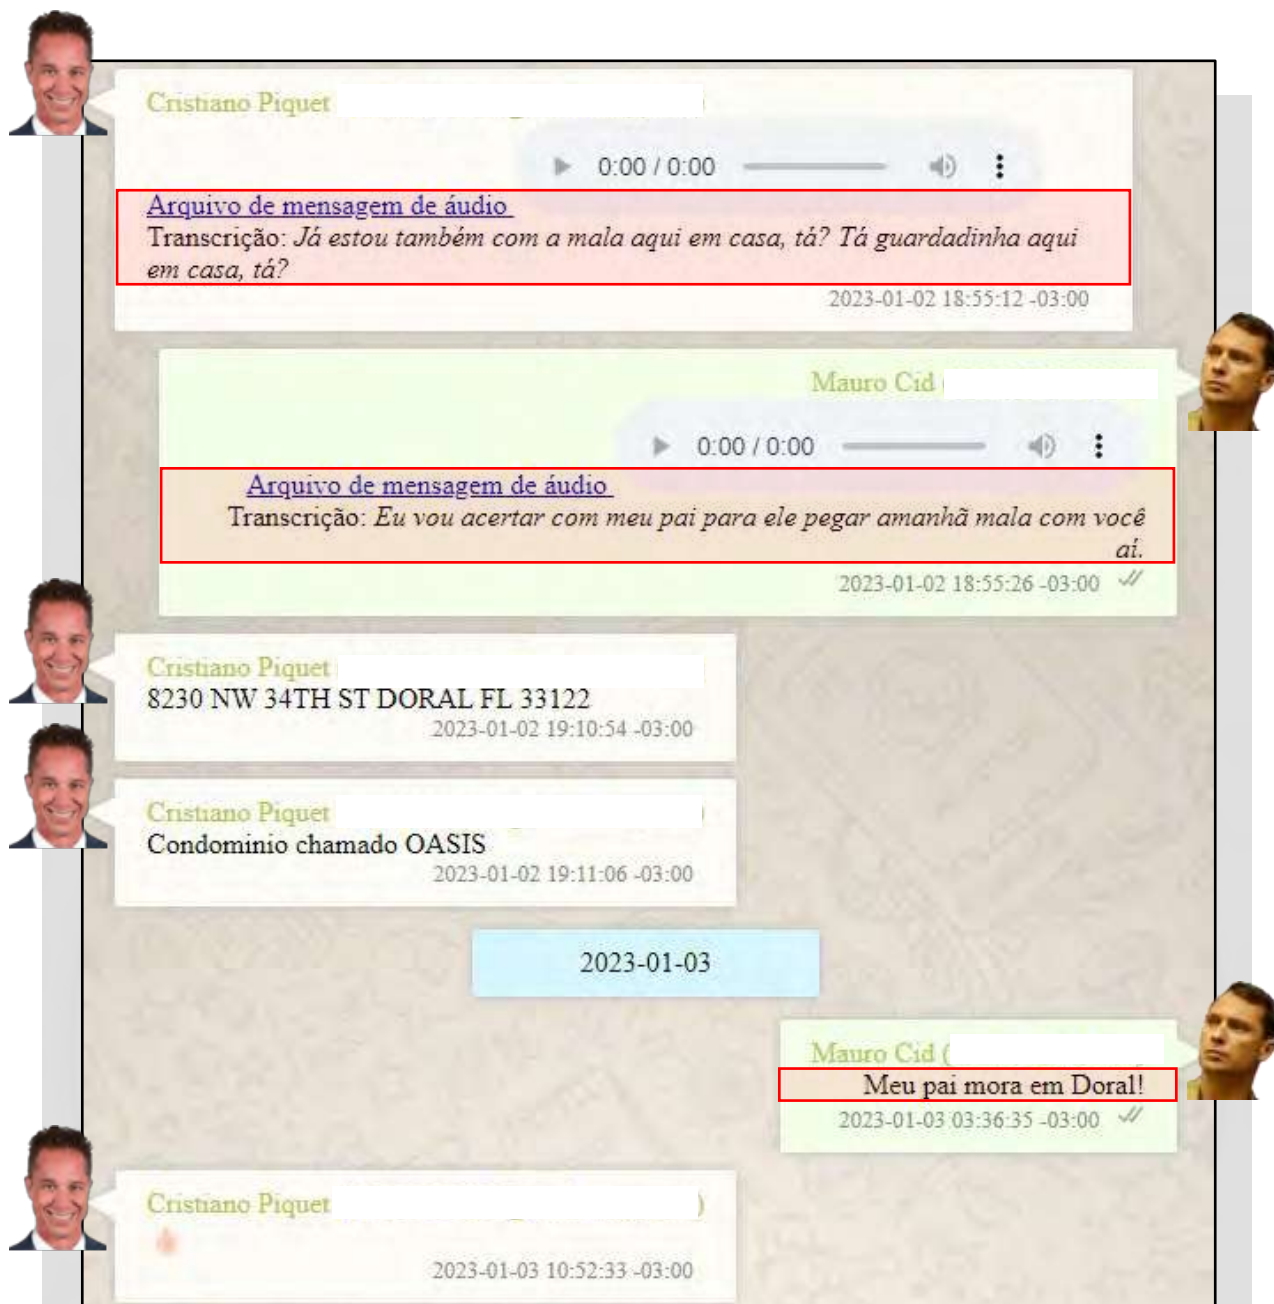 Cristiano Piquet
0:00 / 0:00
Arquivo de mensagem de áudio
Transcrição: Já estou também com a mala aqui em casa, tá? Tá guardadinha aqui
em casa, tá?
2023-01-02 18:55:12 -03:00
Mauro Cid (
0:00 / 0:00
Arquivo de mensagem de áudio
Transcrição: Eu vou acertar com meu pai para ele pegar amanhã mala com você
aí.
2023-01-02 18:55:26 -03:00
Cristiano Piquet
8230 NW 34TH ST DORAL FL 33122
2023-01-02 19:10:54 -03:00
Cristiano Piquet
Condominio chamado OASIS
2023-01-02 19:11:06 -03:00
2023-01-03
Mauro Cid (
Meu pai mora em Doral!
2023-01-03 03:36:35 -03:00
Cristiano Piquet )
2023-01-03 10:52:33 -03:00